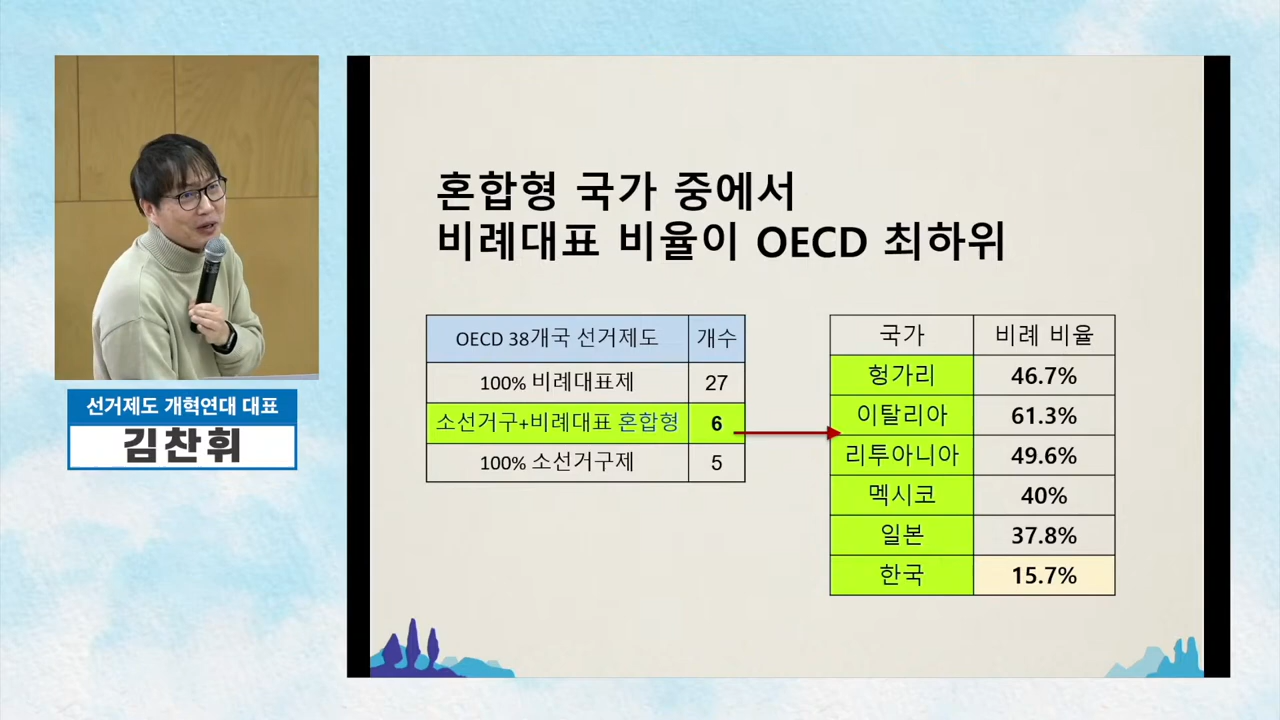 혼합형 국가 중에서
비례대표 비율이 OECD 최하위
OECD 38개국 선거제도 개수
100% 비례대표제 27
소선거구+비례대표 혼합형 6
100% 소선거구제 5
국가 비례 비율
헝가리 46.7%
이탈리아 61.3%
리투아니아 49.6%
멕시코 40%
일본 37.8%
한국 15.7%
선거제도 개혁연대 대표
김찬휘